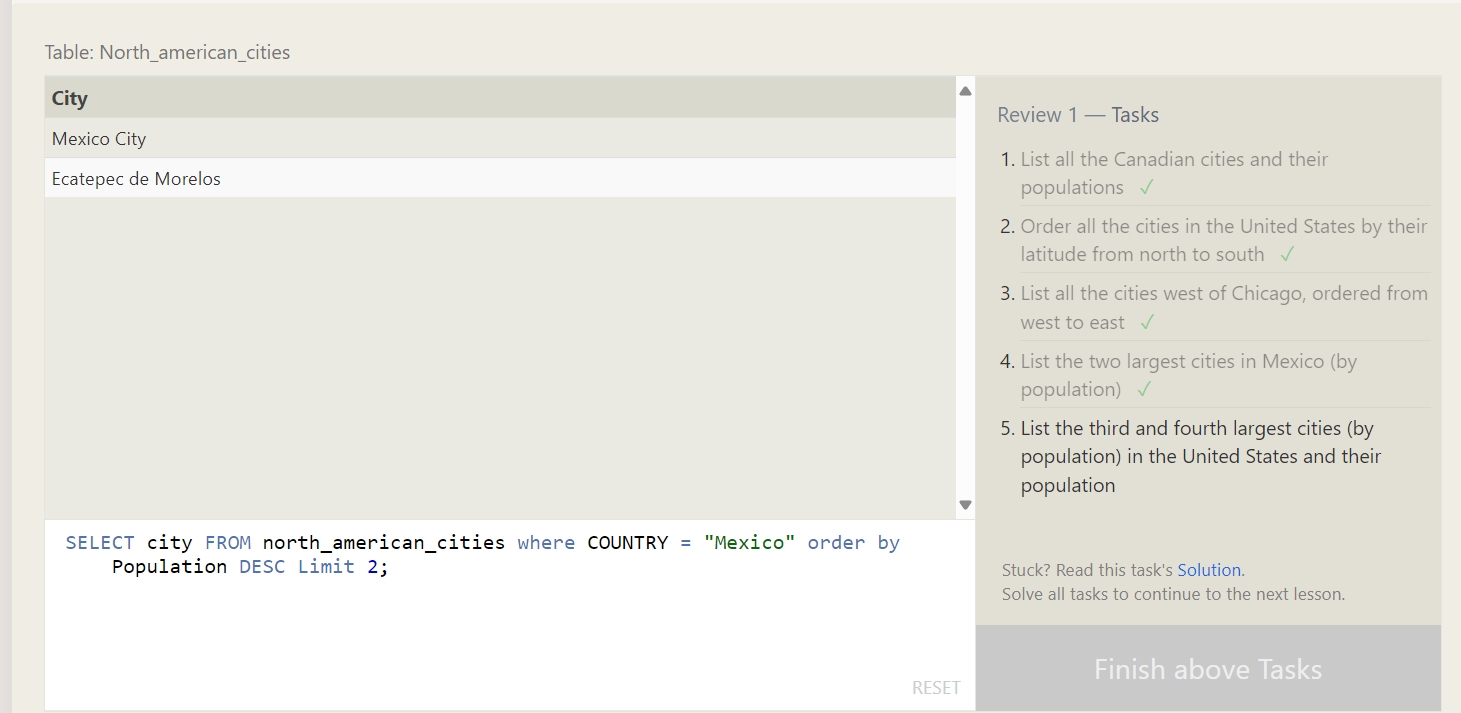 Table: North_american_cities
City
Mexico City
Ecatepec de Morelos
SELECT city FROM north_american_cities where COUNTRY = "Mexico" order by
Population DESC Limit 2;
RESET
Review 1 — Tasks
1. List all the Canadian cities and their
populations ✓
2. Order all the cities in the United States by their
latitude from north to south ✓
3. List all the cities west of Chicago, ordered from
west to east ✓
4. List the two largest cities in Mexico (by
population) ✓
5. List the third and fourth largest cities (by
population) in the United States and their
population
Stuck? Read this task's Solution.
Solve all tasks to continue to the next lesson.
Finish above Tasks